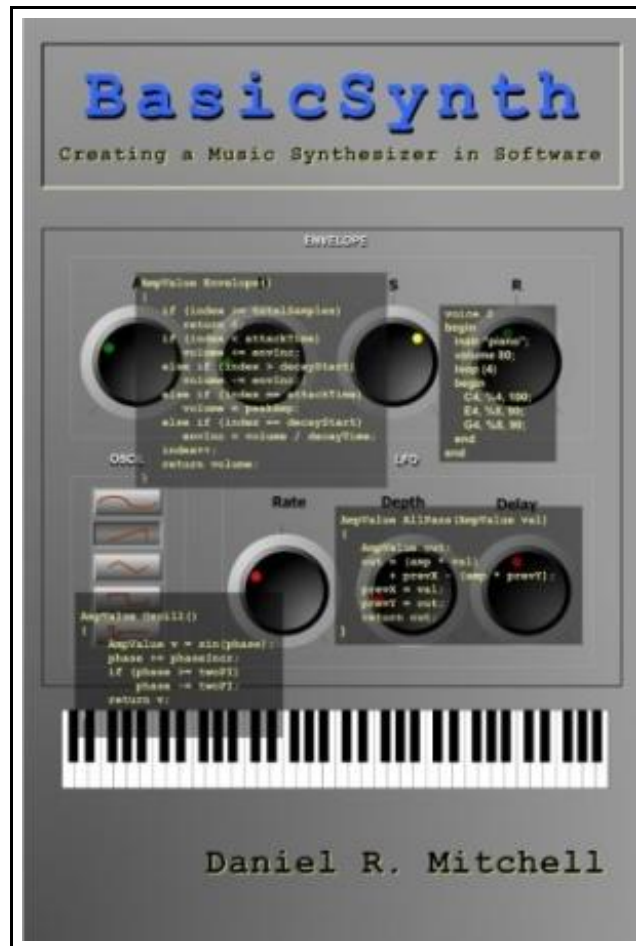 BasicSynth
Creating a Music Synthesizer in Software
ENVELOPE
A
S
R
AmpValue Envelope()
{
if (index >= totalSamples)
return
if (index < attackTime)
volume += envInc;
else if (index > decayStart)
volume -= envInc;
else if (index == attackTime)
volume = peakAmp;
else if (index == decayStart)
envInc = volume / decayTime;
index++;
return volume;
}
voice
begin
"piano";
volume 80;
loop (4)
begin
C4, %4, 100;
E4, %8, 90;
G4, %8, 90;
end
end
LFO
Rate
Depth
Delay
AmpValue AllPass(AmpValue val)
{
AmpValue out;
out = (amp * val)
+ prevX - (amp * prevY);
prevX = val;
prevY = out;
return out;
}
AmpValue
{
AmpValue v = sin(phase);
phase += phaseIncr;
if (phase >= twoPI)
phase -= twoPI;
return v;
Daniel R. Mitchell